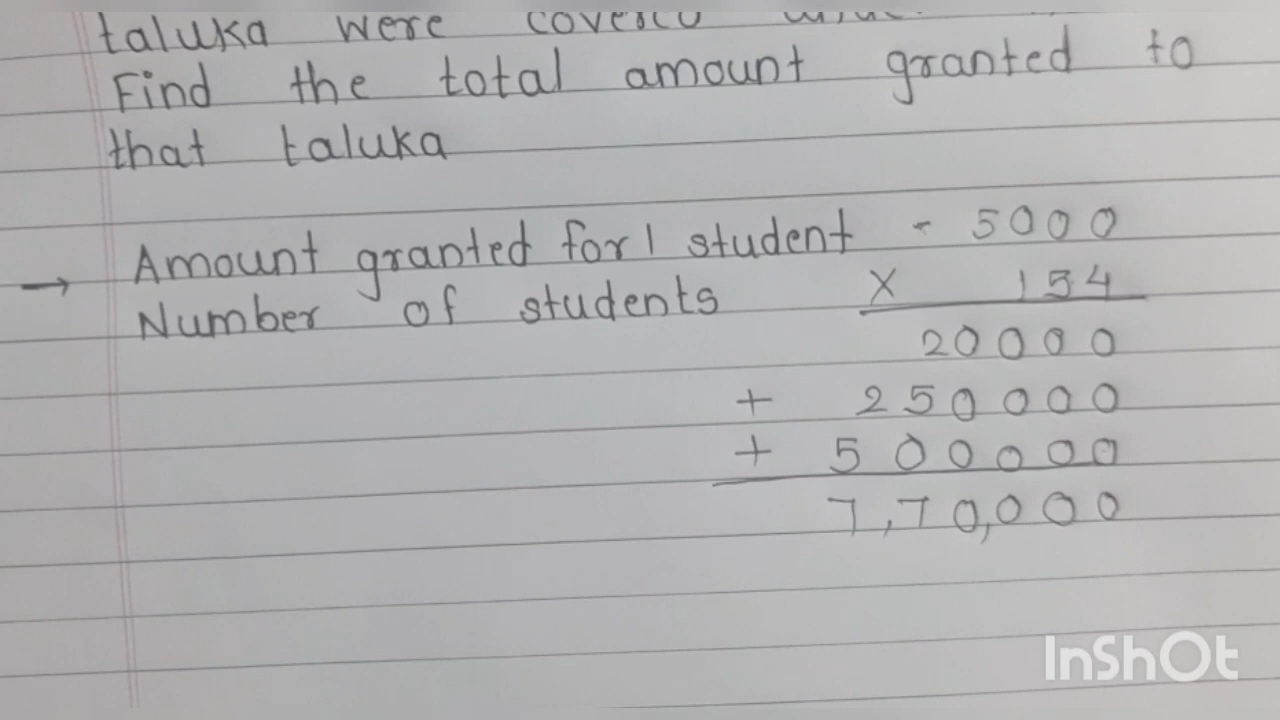 taluka were
Find the total amount granted to
that taluka
→ Amount granted for 1 student - 5000
Number of students × 154
20000
+ 250000
+ 500000
7,70,000
InShOt